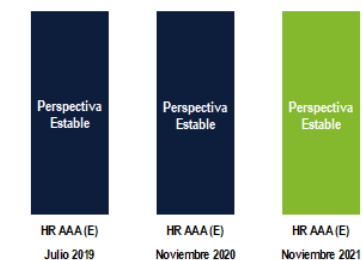 Perspectiva
Estable
Perspectiva
Estable
Perspectiva
Estable
HR AAA (E)
HR AAA (E)
HR AAA (E)
Julio 2019
Noviembre 2020
Noviembre 2021